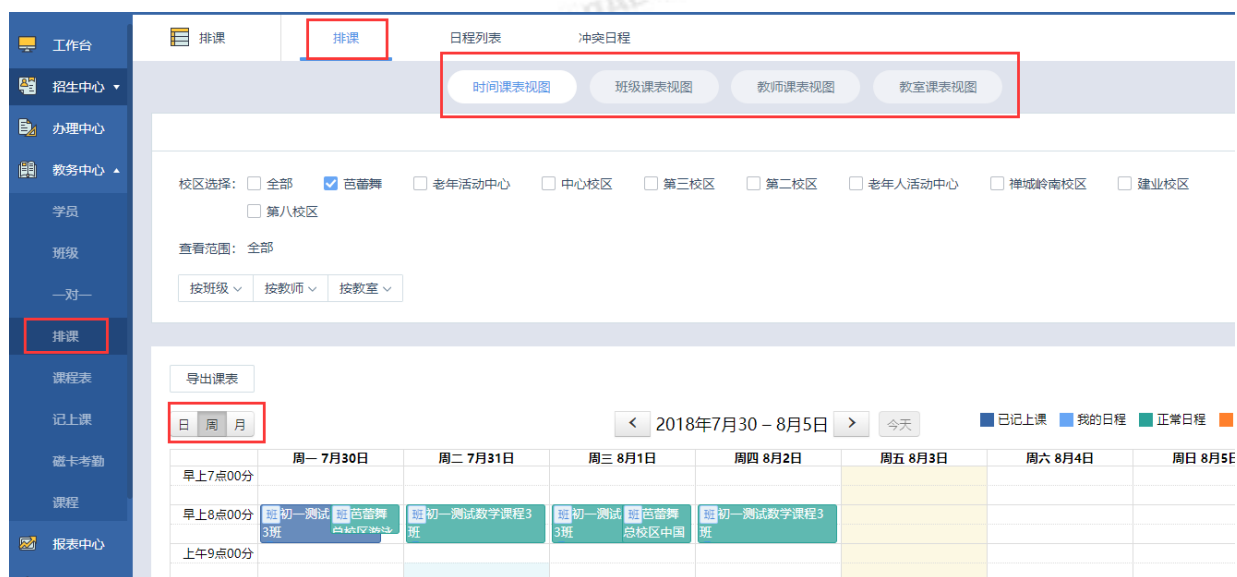 工作台
招生中心
办理中心
教务中心
学员
班级
一对一
排课
课程表
记上课
磁卡考勤
课程
报表中心
排课 排课 日程列表 冲突日程
时间课表视图 班级课表视图 教师课表视图 教室课表视图
校区选择: 全部 芭蕾舞 老年活动中心 中心校区 第三校区 第二校区 老年人活动中心 禅城岭南校区 建业校区
第八校区
查看范围: 全部
按班级 按教师 按教室
导出课表
日 周 月 2018年7月30 – 8月5日 今天 已记上课 我的日程 正常日程
周一 7月30日 周二 7月31日 周三 8月1日 周四 8月2日 周五 8月3日 周六 8月4日 周日 8月5日
早上7点00分
早上8点00分 班初一测试 班芭蕾舞 班初一测试数学课程3 班初一测试 班芭蕾舞 班初一测试数学课程3
3班 总校区游泳 班 3班 总校区中国 班
上午9点00分